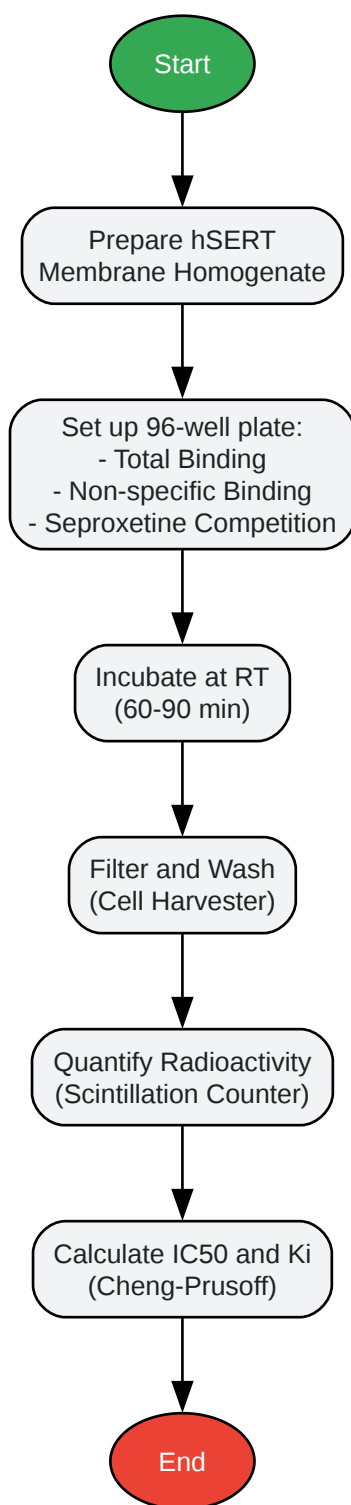 Start
Prepare hSERT
Membrane Homogenate
Set up 96-well plate:
- Total Binding
- Non-specific Binding
- Seproxetine Competition
Incubate at RT
(60-90 min)
Filter and Wash
(Cell Harvester)
Quantify Radioactivity
(Scintillation Counter)
Calculate IC50 and Ki
(Cheng-Prusoff)
End